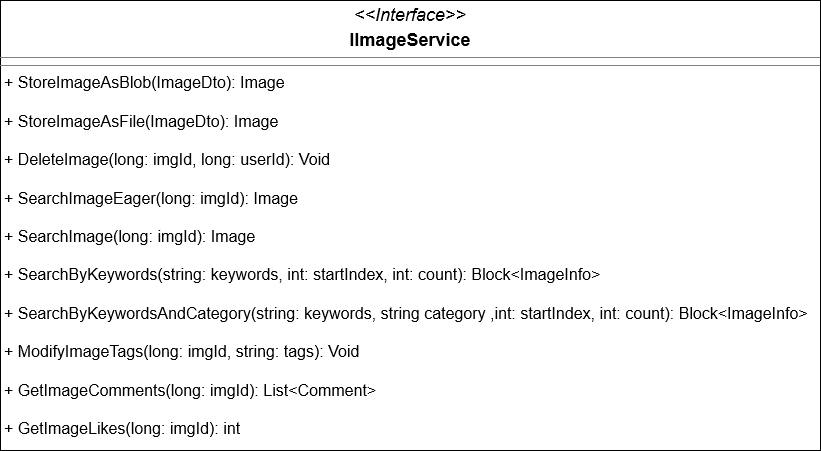 <<Interface>>
IImageService
+ StoreImageAsBlob(ImageDto): Image
+ StoreImageAsFile(ImageDto): Image
+ DeleteImage(long: imgId, long: userId): Void
+ SearchImageEager(long: imgId): Image
+ SearchImage(long: imgId): Image
+ SearchByKeywords(string: keywords, int: startIndex, int: count): Block<ImageInfo>
+ SearchByKeywordsAndCategory(string: keywords, string category ,int: startIndex, int: count): Block<ImageInfo>
+ ModifyImageTags(long: imgId, string: tags): Void
+ GetImageComments(long: imgId): List<Comment>
+ GetImageLikes(long: imgId): int